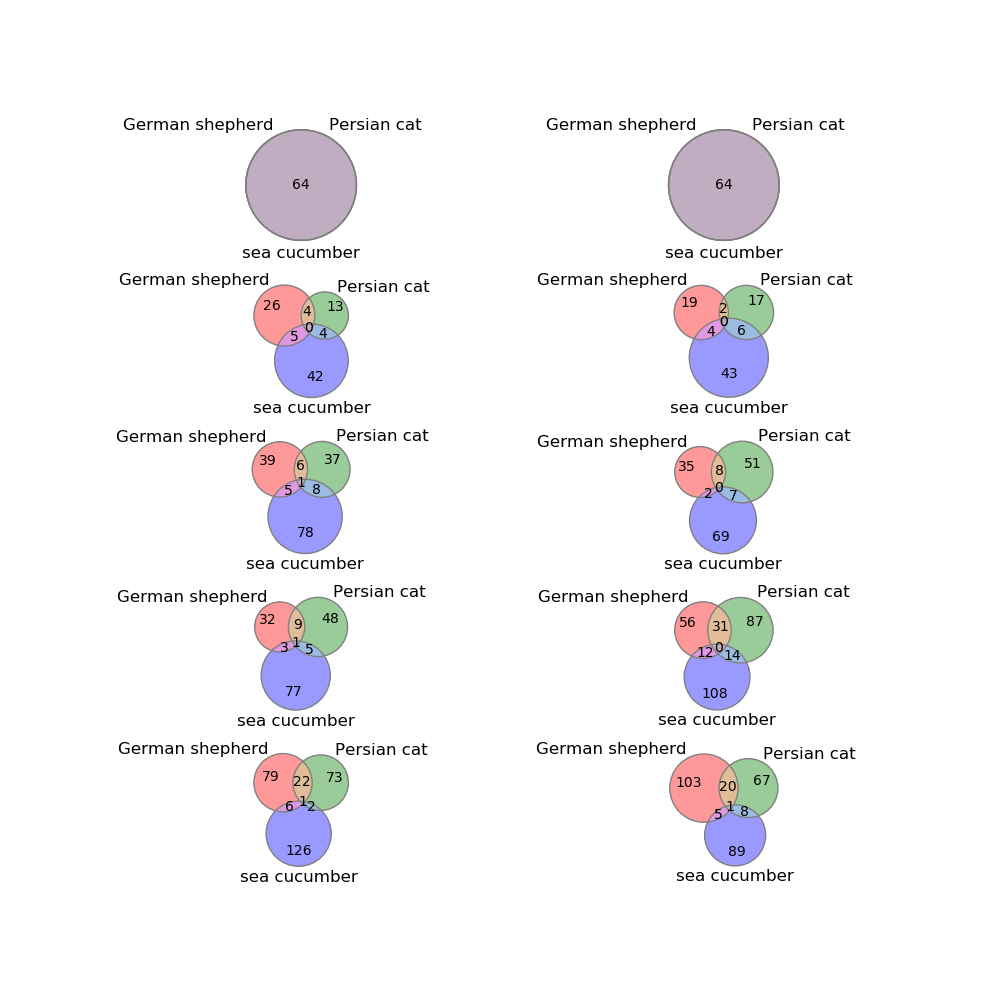 German shepherd Persian cat German shepherd Persian cat
64 64
sea cucumber sea cucumber
German shepherd Persian cat German shepherd Persian cat
26 4 13 19 2 17
0 0
5 4 4 6
42 43
sea cucumber sea cucumber
German shepherd Persian cat German shepherd Persian cat
39 6 37 35 8 51
1 0
5 8 2 7
78 69
sea cucumber sea cucumber
German shepherd Persian cat German shepherd Persian cat
32 9 48 56 31 87
1 0
3 5 12 14
77 108
sea cucumber sea cucumber
German shepherd Persian cat German shepherd Persian cat
79 22 73 103 20 67
1 1
6 2 5 8
126 89
sea cucumber sea cucumber